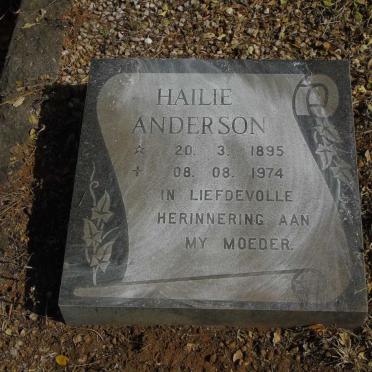 HAILIE
ANDERSON
☆ 20. 3. 1895
✝ 08. 08. 1974
IN LIEFDEVOLLE
HERINNERING AAN
MY MOEDER.